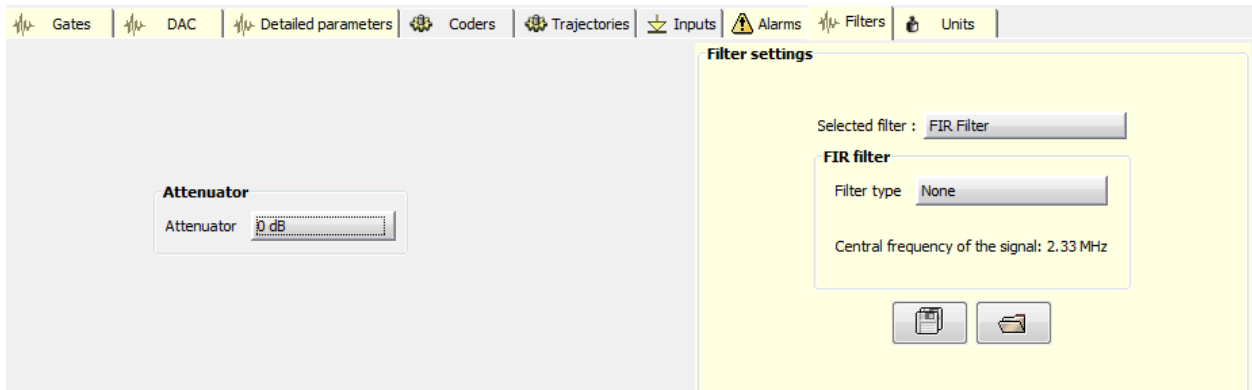 Gates DAC Detailed parameters Coders Trajectories Inputs Alarms Filters Units
Filter settings
Selected filter : FIR Filter
FIR filter
Filter type None
Central frequency of the signal: 2.33 MHz
Attenuator
Attenuator 0 dB